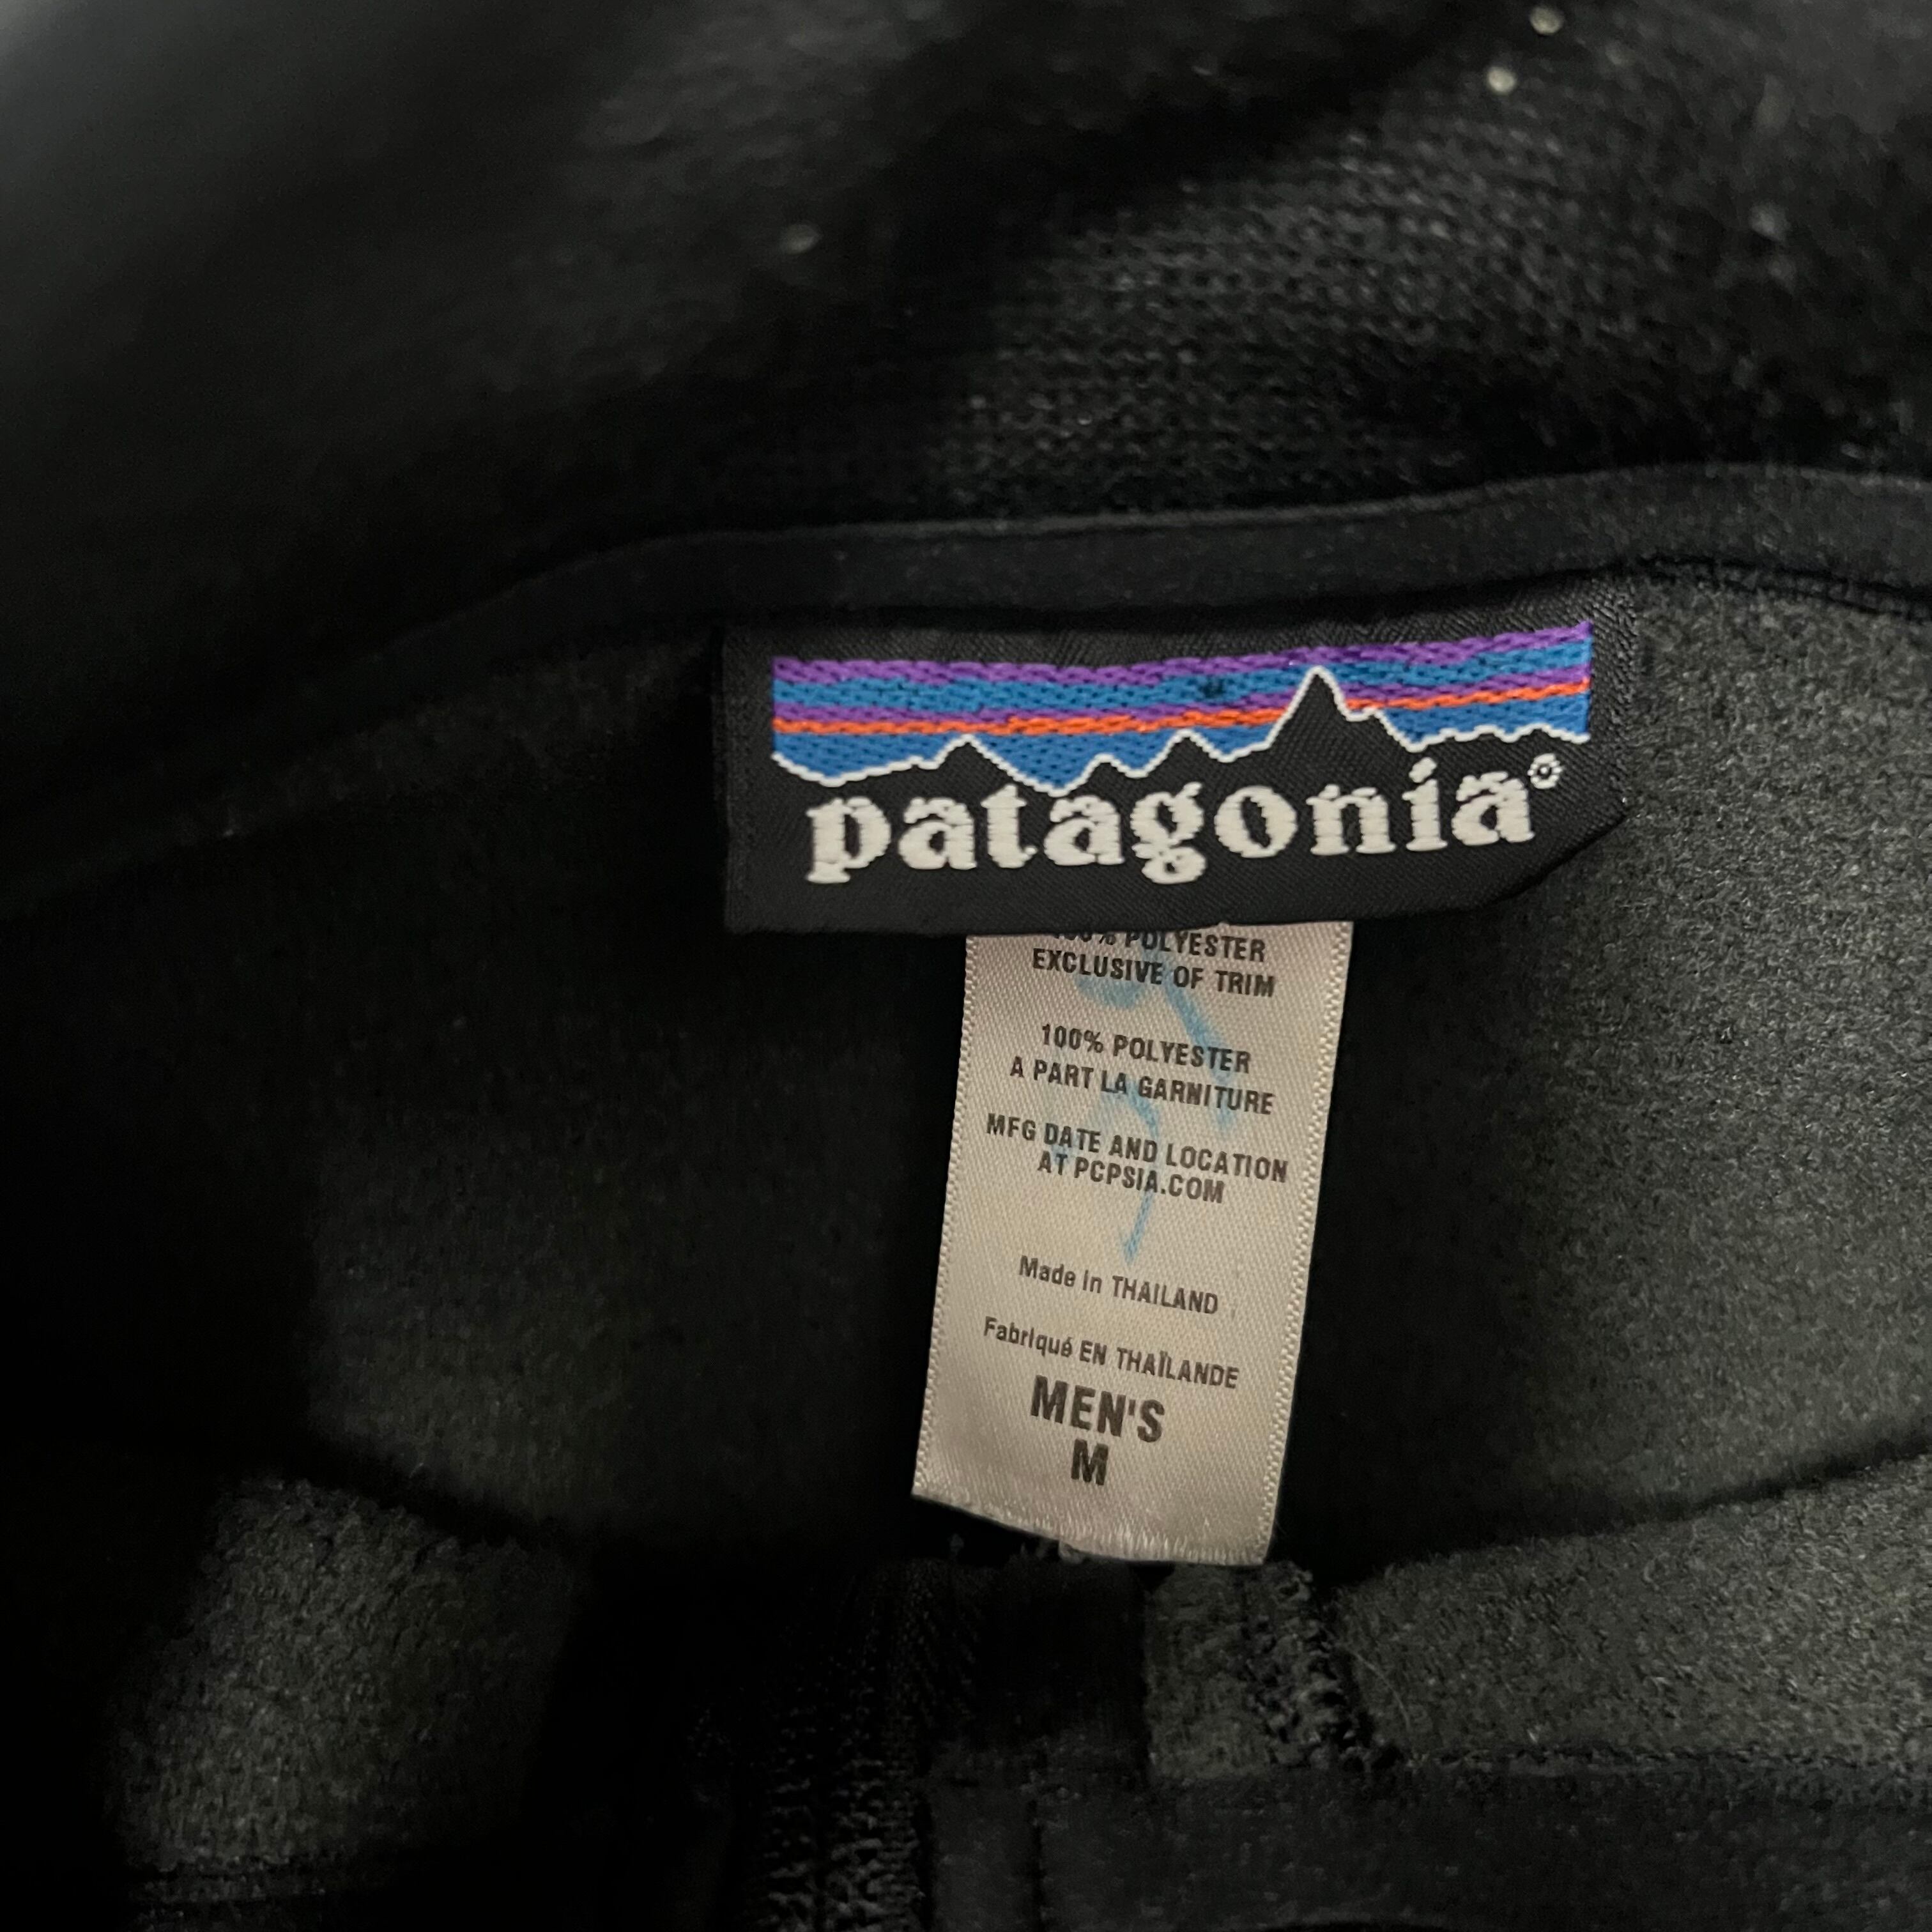 patagonia®
100% POLYESTER
EXCLUSIVE OF TRIM
100% POLYESTER
A PART LA GARNITURE
MFG DATE AND LOCATION
AT PCPSIA.COM
Made in THAILAND
Fabriqué EN THAÏLANDE
MEN'S
M